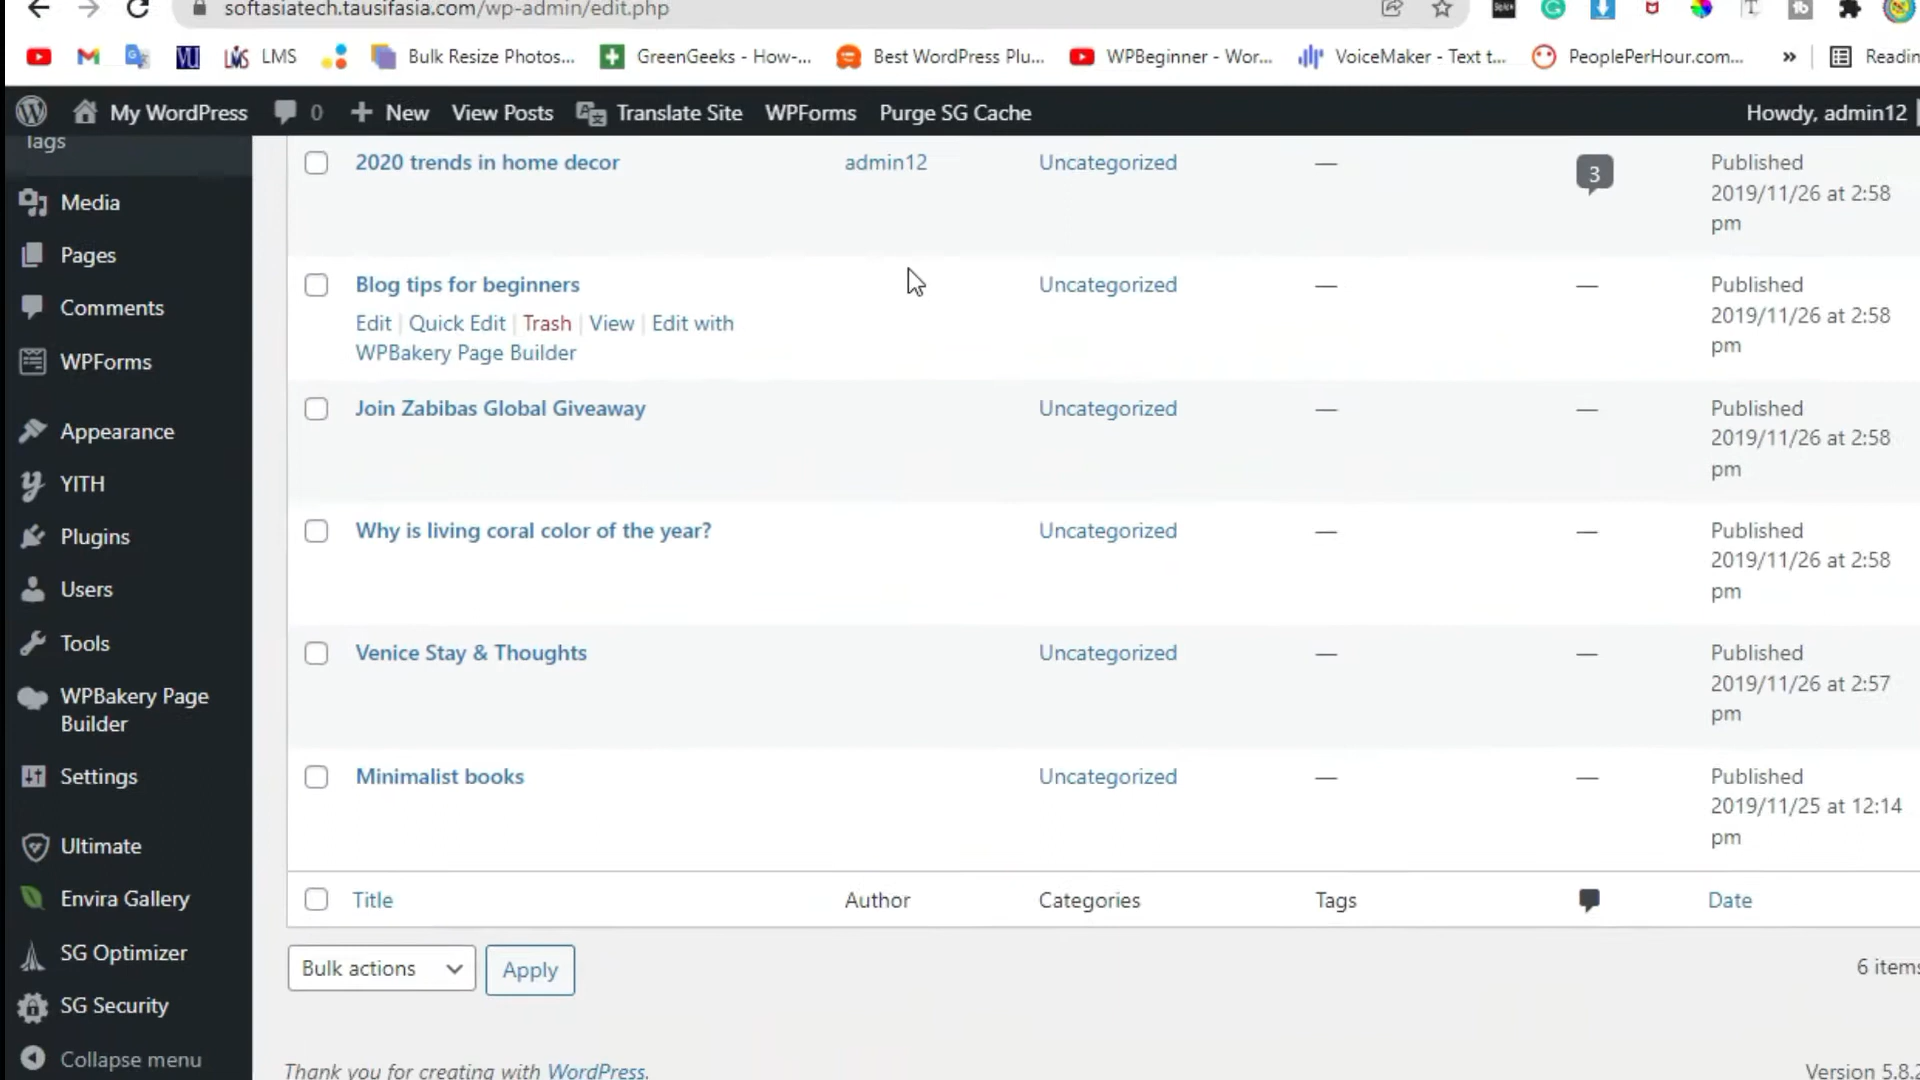 softasiatech.tausifasia.com/wp-admin/edit.php
LMS Bulk Resize Photos... GreenGeeks - How-... Best WordPress Plu... WPBeginner - Wor... VoiceMaker - Text t... PeoplePerHour.com... » Readin
My WordPress 0 + New View Posts Translate Site WPForms Purge SG Cache Howdy, admin12
Tags
Media
Pages
Comments
WPForms
Appearance
YITH
Plugins
Users
Tools
WPBakery Page
Builder
Settings
Ultimate
Envira Gallery
SG Optimizer
SG Security
Collapse menu
2020 trends in home decor admin12 Uncategorized — 3 Published
2019/11/26 at 2:58
pm
Blog tips for beginners Uncategorized — — Published
Edit | Quick Edit | Trash | View | Edit with 2019/11/26 at 2:58
WPBakery Page Builder pm
Join Zabibas Global Giveaway Uncategorized — — Published
2019/11/26 at 2:58
pm
Why is living coral color of the year? Uncategorized — — Published
2019/11/26 at 2:58
pm
Venice Stay & Thoughts Uncategorized — — Published
2019/11/26 at 2:57
pm
Minimalist books Uncategorized — — Published
2019/11/25 at 12:14
pm
Title Author Categories Tags Date
Bulk actions Apply 6 items
Thank you for creating with WordPress. Version 5.8.2